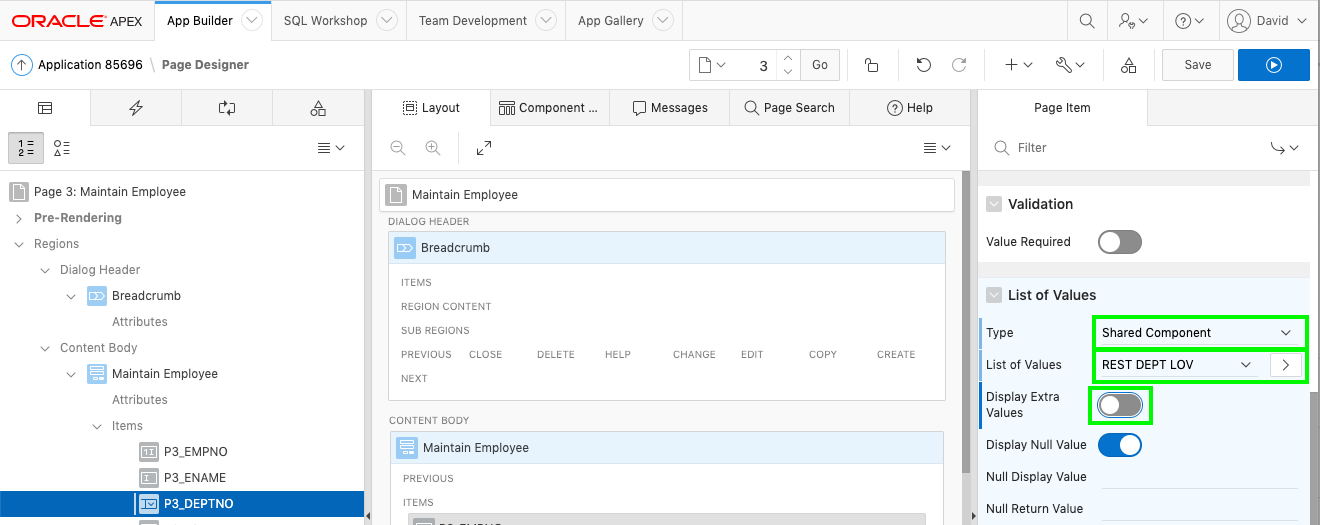 ORACLE APEX App Builder SQL Workshop Team Development App Gallery David
Application 85696 \ Page Designer 3 Go Save
Layout Component ... Messages Page Search Help Page Item
Filter
Page 3: Maintain Employee
Pre-Rendering
Regions
Dialog Header
Breadcrumb
Attributes
Content Body
Maintain Employee
Attributes
Items
P3_EMPNO
P3_ENAME
P3_DEPTNO
Maintain Employee
DIALOG HEADER
Breadcrumb
ITEMS
REGION CONTENT
SUB REGIONS
PREVIOUS CLOSE DELETE HELP CHANGE EDIT COPY CREATE
NEXT
CONTENT BODY
Maintain Employee
PREVIOUS
ITEMS
P3_EMPNO
Validation
Value Required
List of Values
Type Shared Component
List of Values REST DEPT LOV
Display Extra
Values
Display Null Value
Null Display Value
Null Return Value